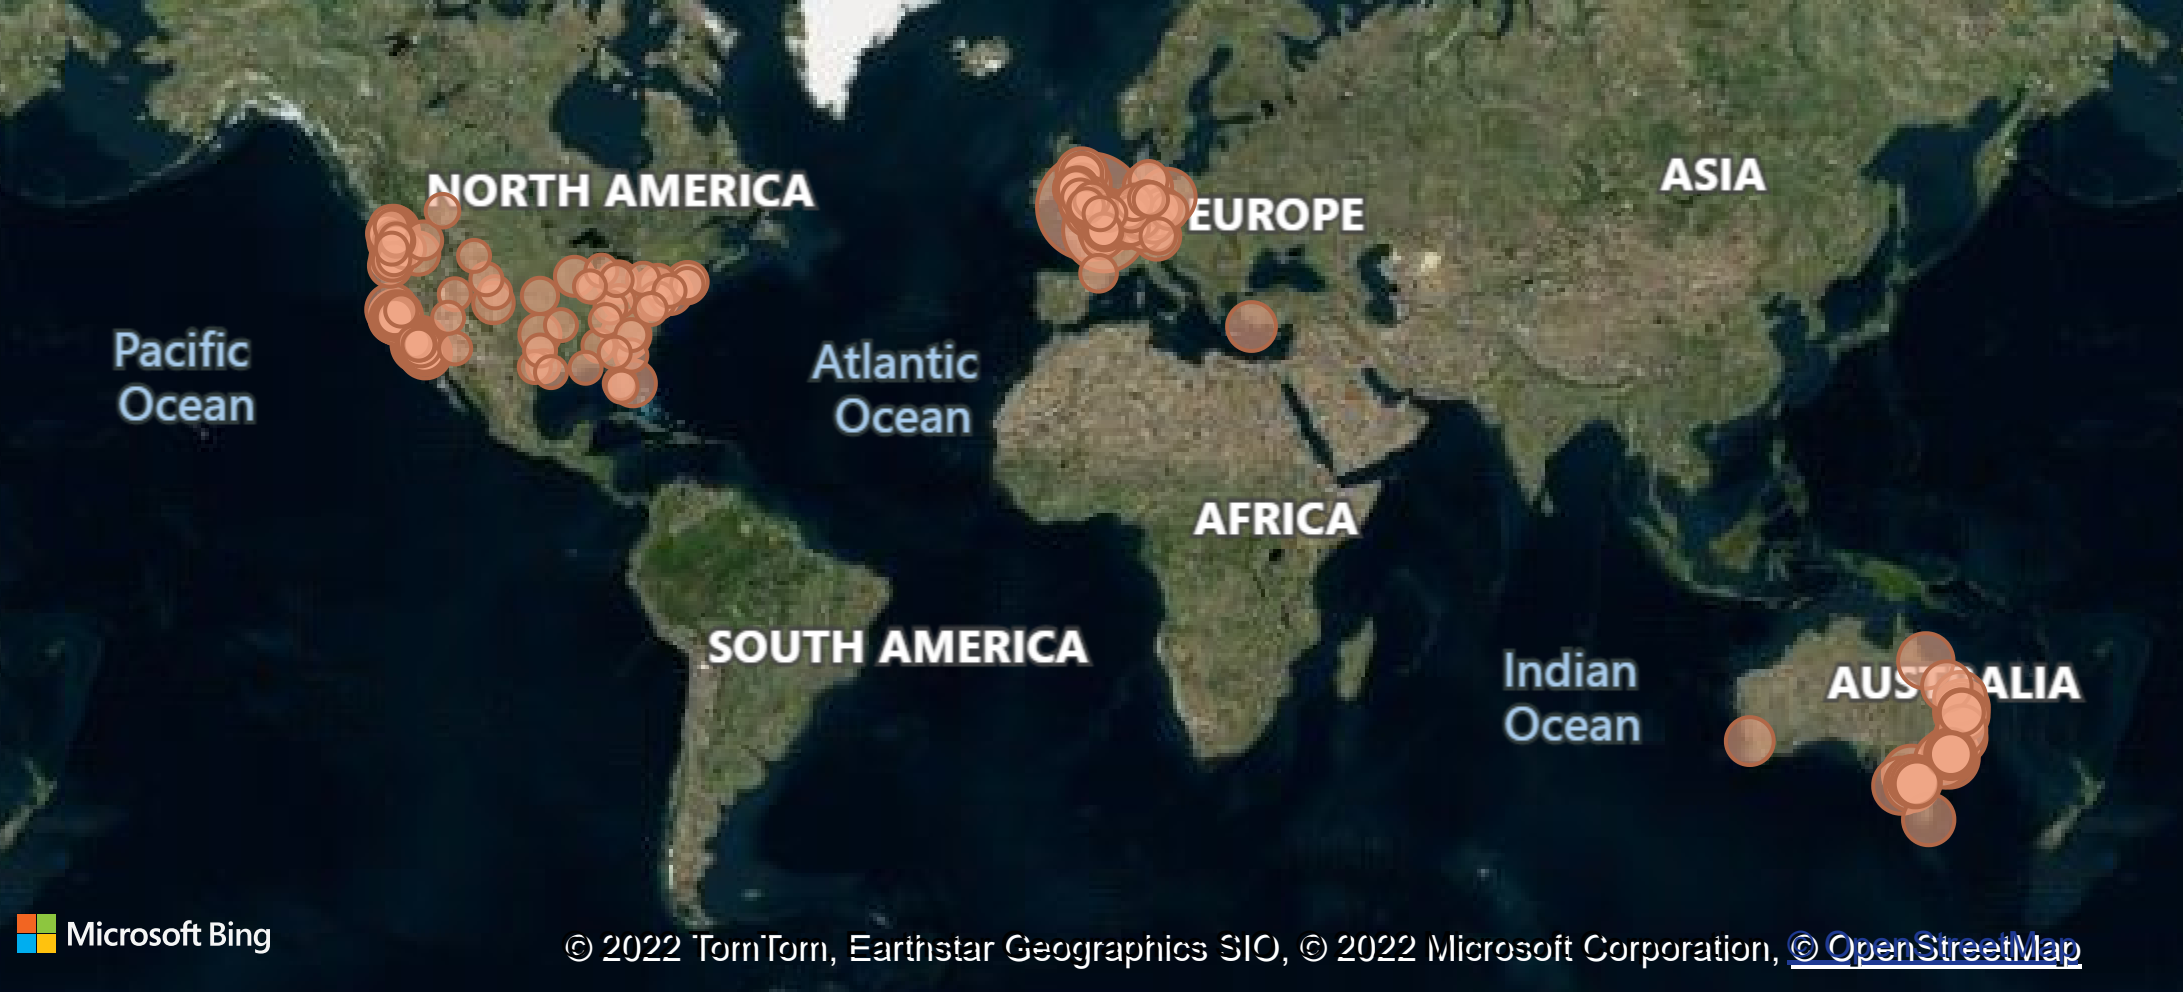 NORTH AMERICA
ASIA
EUROPE
Pacific
Ocean
Atlantic
Ocean
AFRICA
SOUTH AMERICA
Indian
Ocean
AUSTRALIA
Microsoft Bing
© 2022 TomTom, Earthstar Geographics SIO, © 2022 Microsoft Corporation, © OpenStreetMap